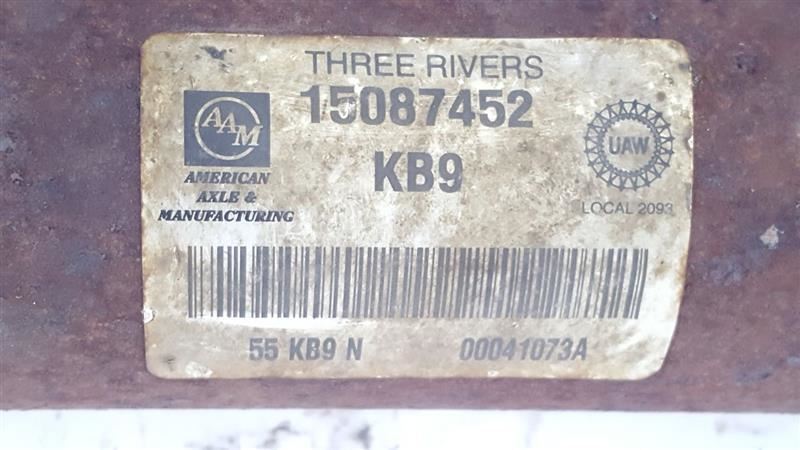 THREE RIVERS
15087452
KB9
AAM
AMERICAN
AXLE &
MANUFACTURING
UAW
LOCAL 2093
55 KB9 N 00041073A